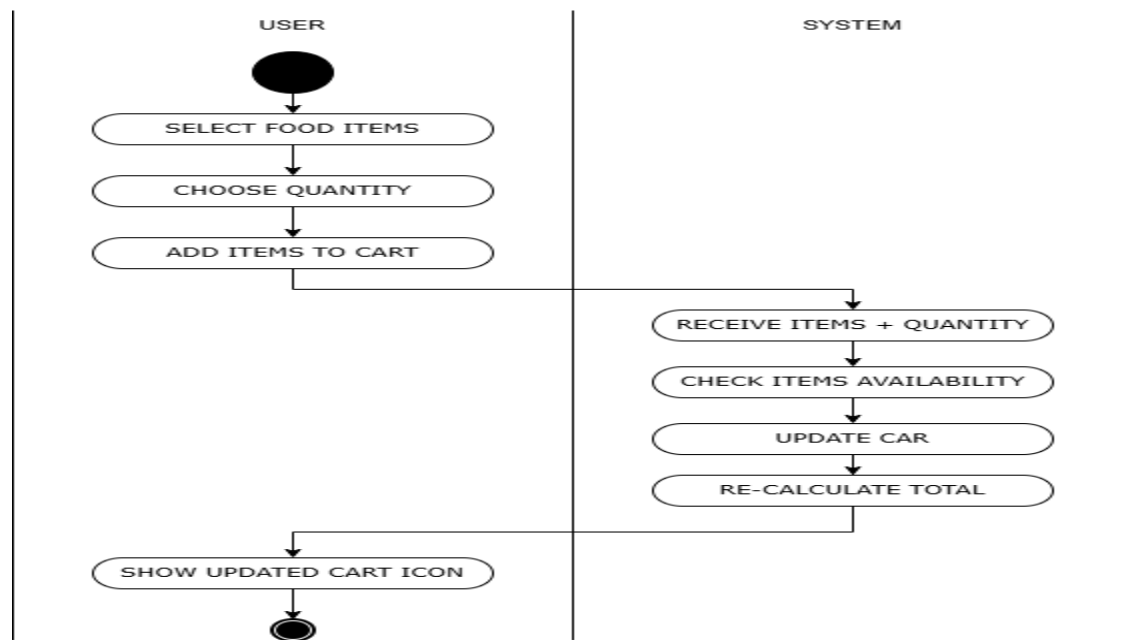 USER
SYSTEM
SELECT FOOD ITEMS
CHOOSE QUANTITY
ADD ITEMS TO CART
RECEIVE ITEMS + QUANTITY
CHECK ITEMS AVAILABILITY
UPDATE CAR
RE-CALCULATE TOTAL
SHOW UPDATED CART ICON